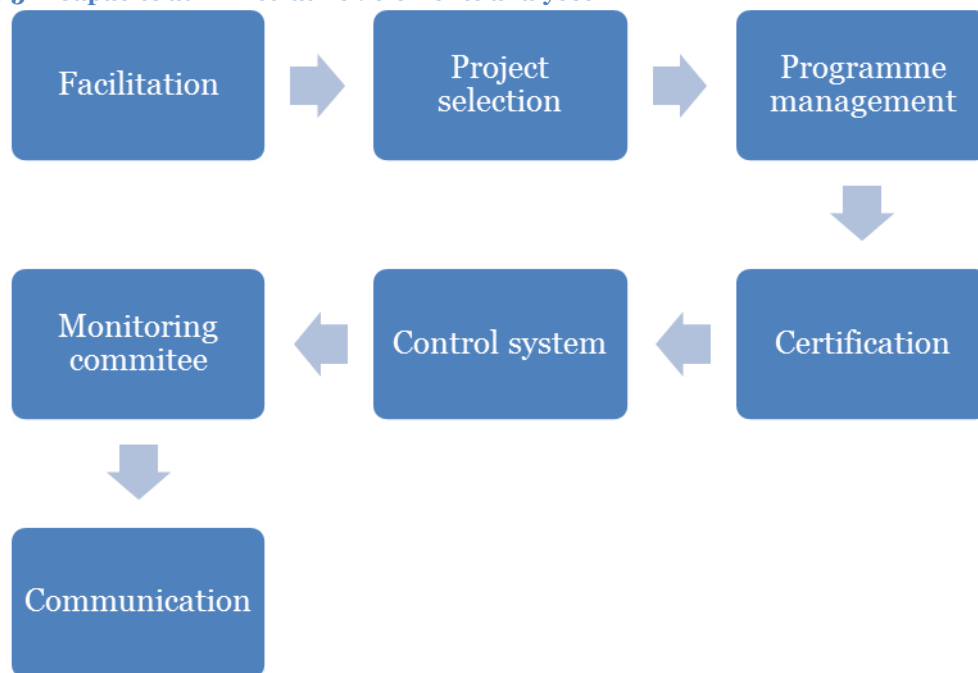 Facilitation
Project
selection
Programme
management
Monitoring
commitee
Control system
Certification
Communication